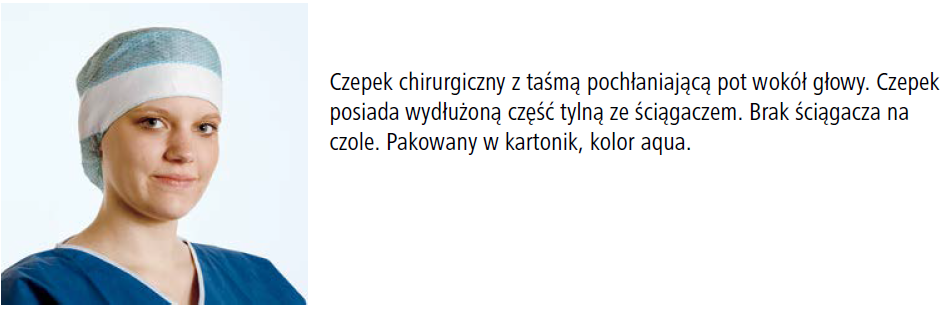 Czepek chirurgiczny z taśmą pochłaniającą pot wokół głowy. Czepek
posiada wydłużoną część tylną ze ściągaczem. Brak ściągacza na
czole. Pakowany w kartonik, kolor aqua.